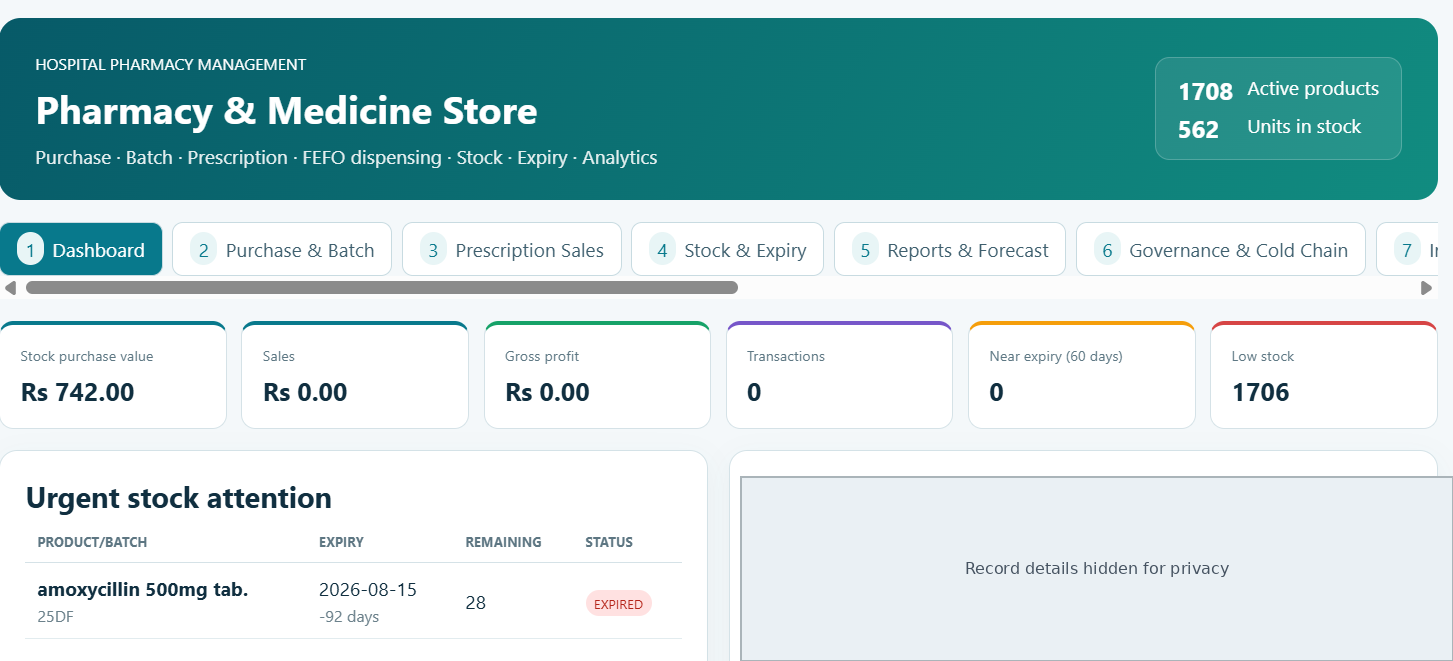 HOSPITAL PHARMACY MANAGEMENT
Pharmacy & Medicine Store
Purchase · Batch · Prescription · FEFO dispensing · Stock · Expiry · Analytics
1708 Active products
562 Units in stock
1 Dashboard
2 Purchase & Batch
3 Prescription Sales
4 Stock & Expiry
5 Reports & Forecast
6 Governance & Cold Chain
7
Stock purchase value
Rs 742.00
Sales
Rs 0.00
Gross profit
Rs 0.00
Transactions
0
Near expiry (60 days)
0
Low stock
1706
Urgent stock attention
PRODUCT/BATCH EXPIRY REMAINING STATUS
amoxycillin 500mg tab. 2026-08-15 28 EXPIRED
25DF -92 days
Record details hidden for privacy